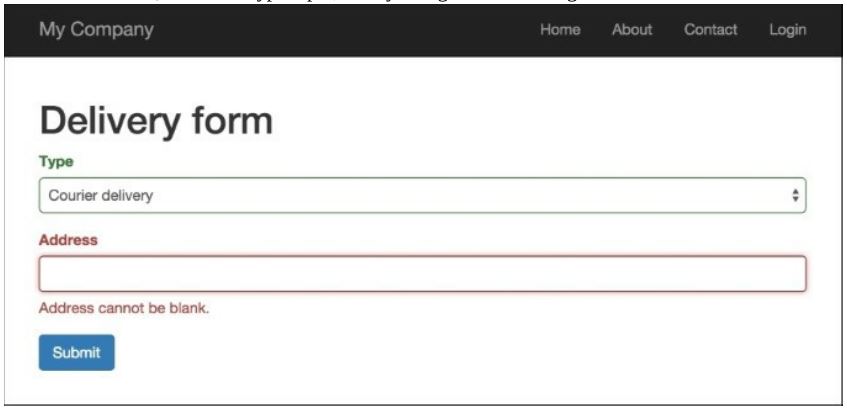 My Company Home About Contact Login
Delivery form
Type
Courier delivery
Address
Address cannot be blank.
Submit